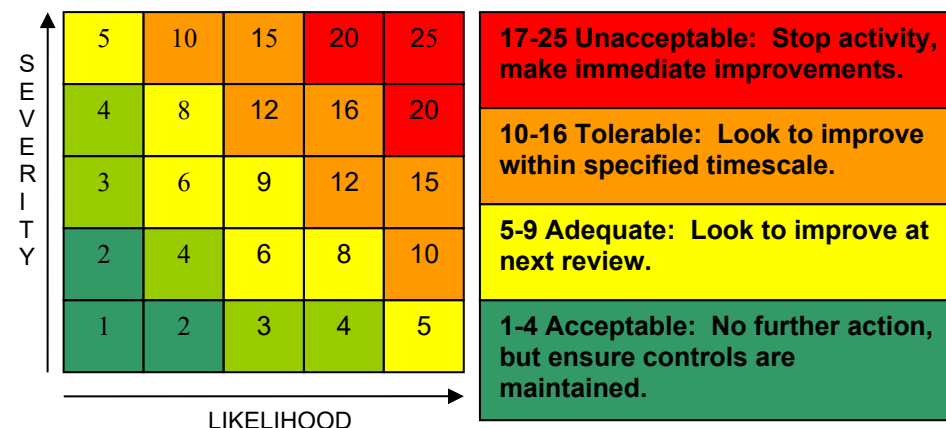 SEVERITY
5 10 15 20 25
4 8 12 16 20
3 6 9 12 15
2 4 6 8 10
1 2 3 4 5
LIKELIHOOD
17-25 Unacceptable: Stop activity,
make immediate improvements.
10-16 Tolerable: Look to improve
within specified timescale.
5-9 Adequate: Look to improve at
next review.
1-4 Acceptable: No further action,
but ensure controls are
maintained.